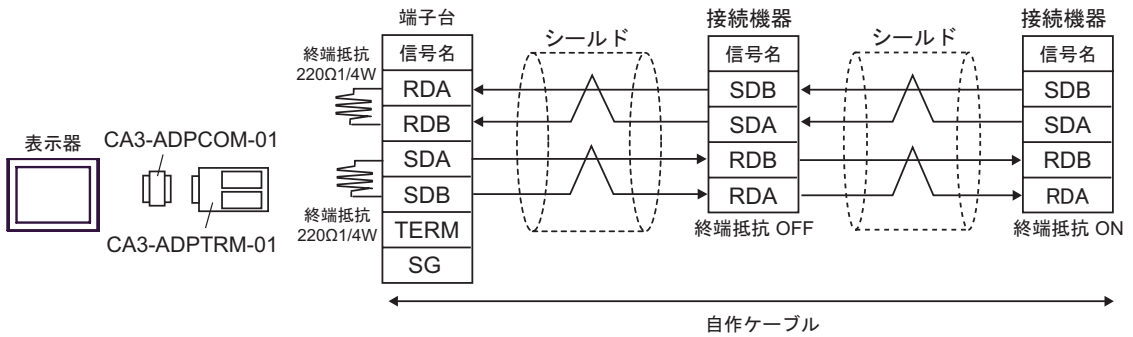 端子台
接続機器
接続機器
シールド
シールド
終端抵抗
220Ω1/4W
信号名
信号名
信号名
RDA
SDB
SDB
RDB
SDA
SDA
表示器
CA3-ADPCOM-01
SDA
RDB
RDB
SDB
RDA
RDA
終端抵抗
220Ω1/4W
CA3-ADPTRM-01
TERM
終端抵抗 OFF
終端抵抗 ON
SG
自作ケーブル